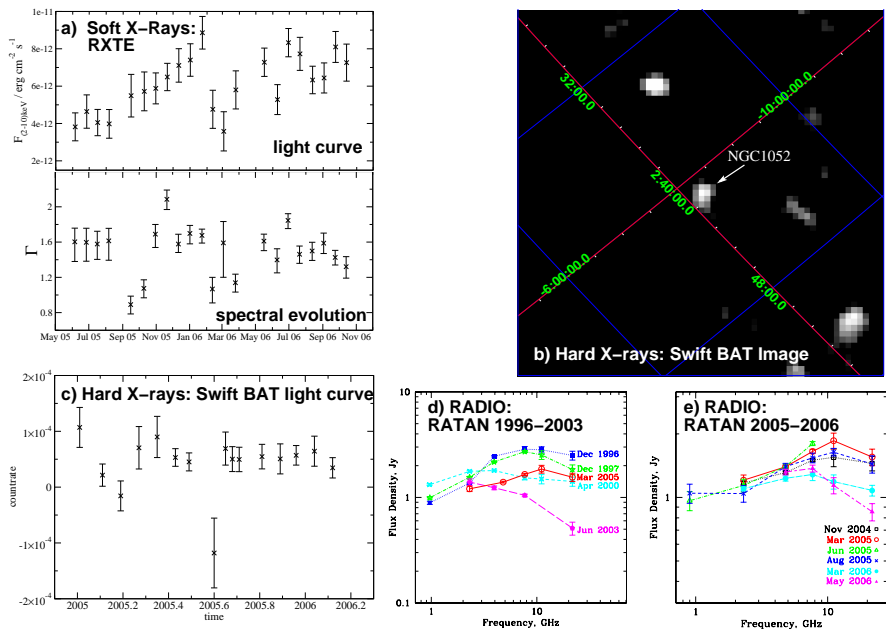 a) Soft X-Rays:
RXTE
F(2-10)keV / erg cm-2 s-1
1e-11
8e-12
6e-12
4e-12
2e-12
light curve
Γ
2
1.6
1.2
0.8
spectral evolution
May 05 Jul 05 Sep 05 Nov 05 Jan 06 Mar 06 May 06 Jul 06 Sep 06 Nov 06
32:00.0
-10:00:00.0
NGC1052
2:40:00.0
-6:00:00.0
48:00.0
b) Hard X-rays: Swift BAT Image
c) Hard X-rays: Swift BAT light curve
countrate
2×10-4
1×10-4
0
-1×10-4
-2×10-4
2005 2005.2 2005.4 2005.6 2005.8 2006 2006.2
time
d) RADIO:
RATAN 1996-2003
Flux Density, Jy
10
1
0.1
Dec 1996
Dec 1997
Mar 2005
Apr 2000
Jun 2003
1 10
Frequency, GHz
e) RADIO:
RATAN 2005-2006
Flux Density, Jy
10
1
0.1
Nov 2004
Mar 2005
Jun 2005
Aug 2005
Mar 2006
May 2006
1 10
Frequency, GHz